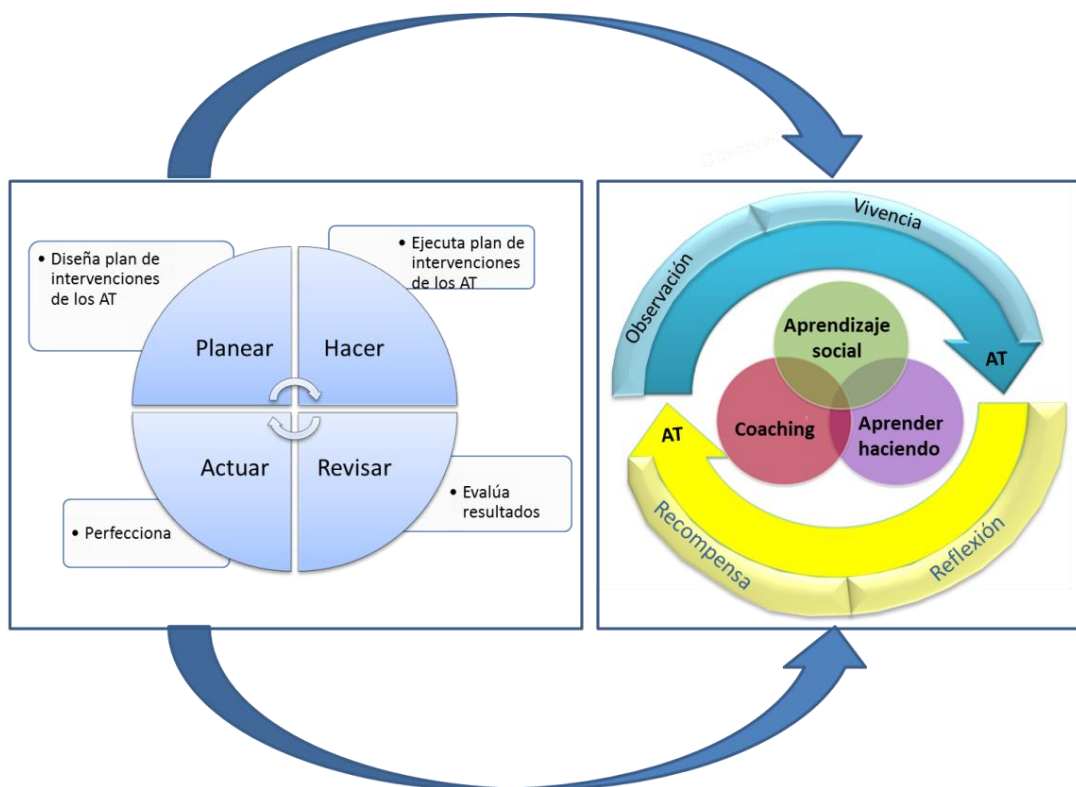 • Diseña plan de
intervenciones
de los AT
• Ejecuta plan de
intervenciones
de los AT
Planear
Hacer
Actuar
Revisar
• Perfecciona
• Evalúa
resultados
Observación
Vivencia
AT
Aprendizaje
social
Coaching
Aprender
haciendo
AT
Recompensa
Reflexión